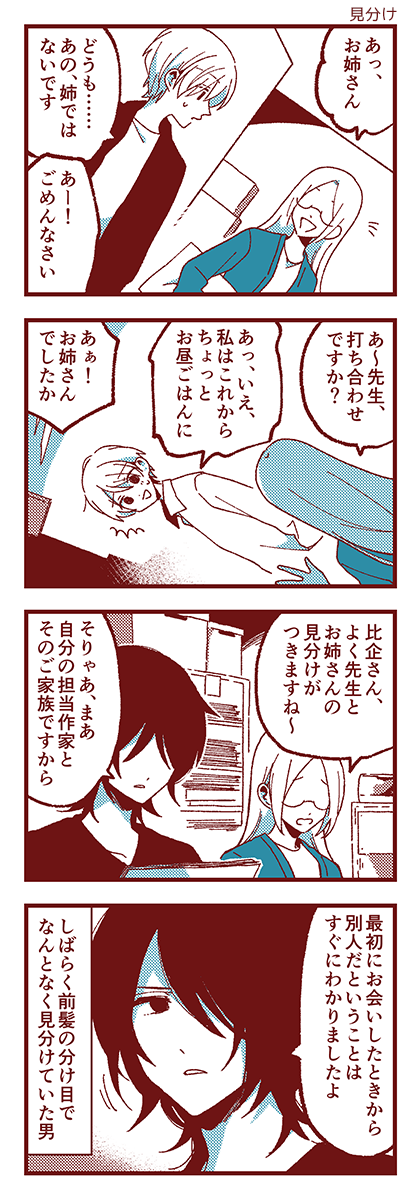 見分け
あっ、
お姉さん
どうも……
あの、姉では
ないです
あー！
ごめんなさい
あ〜先生、
打ち合わせ
ですか？
あっ、いえ、
私はこれから
ちょっと
お昼ごはんに
あぁ！
お姉さん
でしたか
比企さん、
よく先生と
お姉さんの
見分けが
つきますね〜
そりゃあ、まあ
自分の担当作家と
そのご家族ですから
最初にお会いしたときから
別人だということは
すぐにわかりましたよ
しばらく前髪の分け目で
なんとなく見分けていた男